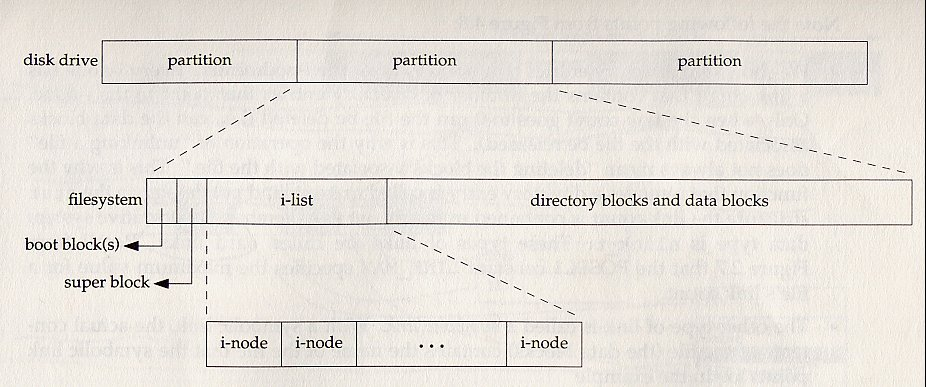 disk drive partition partition partition
filesystem i-list directory blocks and data blocks
boot block(s)
super block
i-node i-node . . . i-node